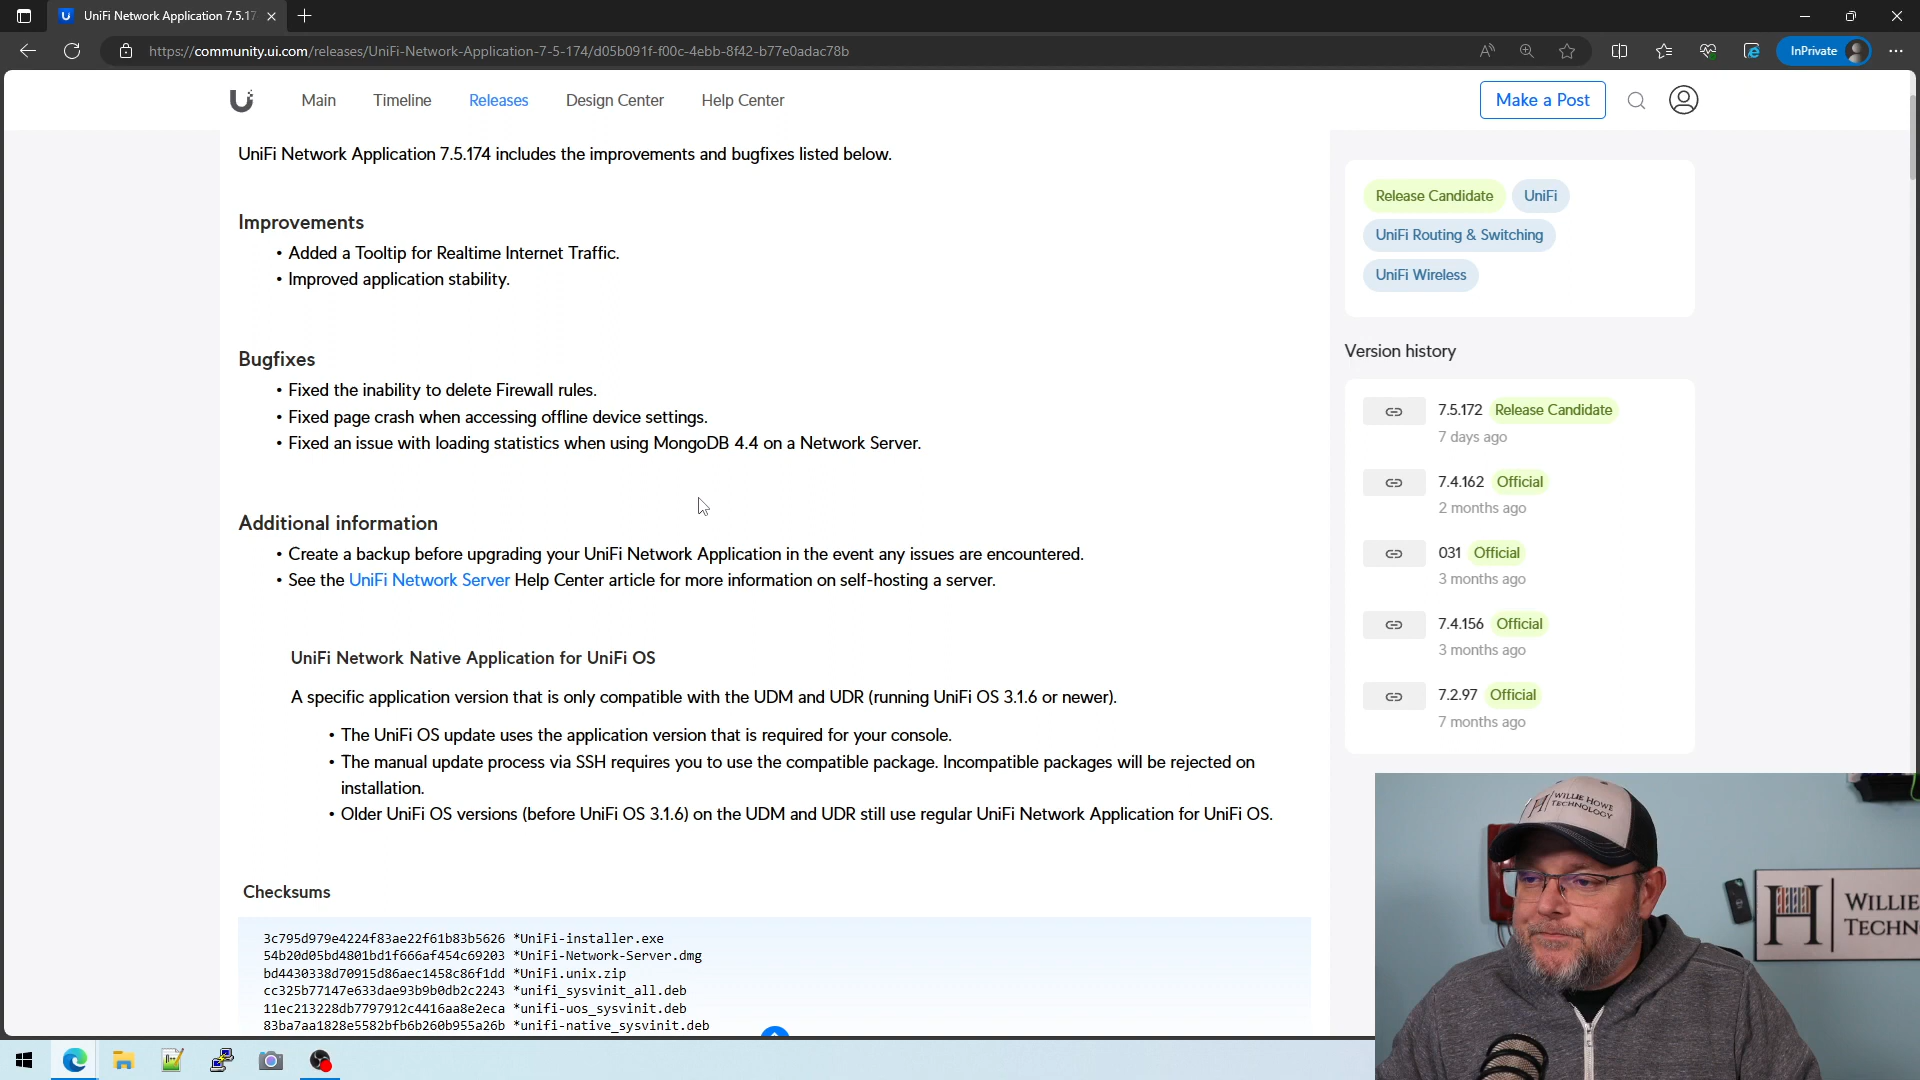 UniFi Network Application 7.5.17
https://community.ui.com/releases/UniFi-Network-Application-7-5-174/d05b091f-f00c-4ebb-8f42-b77e0adac78b
InPrivate
Main
Timeline
Releases
Design Center
Help Center
Make a Post
UniFi Network Application 7.5.174 includes the improvements and bugfixes listed below.
Improvements
• Added a Tooltip for Realtime Internet Traffic.
• Improved application stability.
Bugfixes
• Fixed the inability to delete Firewall rules.
• Fixed page crash when accessing offline device settings.
• Fixed an issue with loading statistics when using MongoDB 4.4 on a Network Server.
Additional information
• Create a backup before upgrading your UniFi Network Application in the event any issues are encountered.
• See the UniFi Network Server Help Center article for more information on self-hosting a server.
UniFi Network Native Application for UniFi OS
A specific application version that is only compatible with the UDM and UDR (running UniFi OS 3.1.6 or newer).
• The UniFi OS update uses the application version that is required for your console.
• The manual update process via SSH requires you to use the compatible package. Incompatible packages will be rejected on
installation.
• Older UniFi OS versions (before UniFi OS 3.1.6) on the UDM and UDR still use regular UniFi Network Application for UniFi OS.
Checksums
3c795d979e4224f83ae22f61b83b5626 *UniFi-installer.exe
54b20d05bd4801bd1f666af454c69203 *UniFi-Network-Server.dmg
bd4430338d70915d86aec1458c86f1dd *UniFi.unix.zip
cc325b77147e633dae93b9b0db2c2243 *unifi_sysvinit_all.deb
11ec213228db7797912c4416aa8e2eca *unifi-uos_sysvinit.deb
83ba7aa1828e5582bfb6b260b955a26b *unifi-native_sysvinit.deb
Release Candidate
UniFi
UniFi Routing & Switching
UniFi Wireless
Version history
7.5.172 Release Candidate
7 days ago
7.4.162 Official
2 months ago
031 Official
3 months ago
7.4.156 Official
3 months ago
7.2.97 Official
7 months ago
WILLIE HOWE
TECHNOLOGY
WILLIE
TECHN